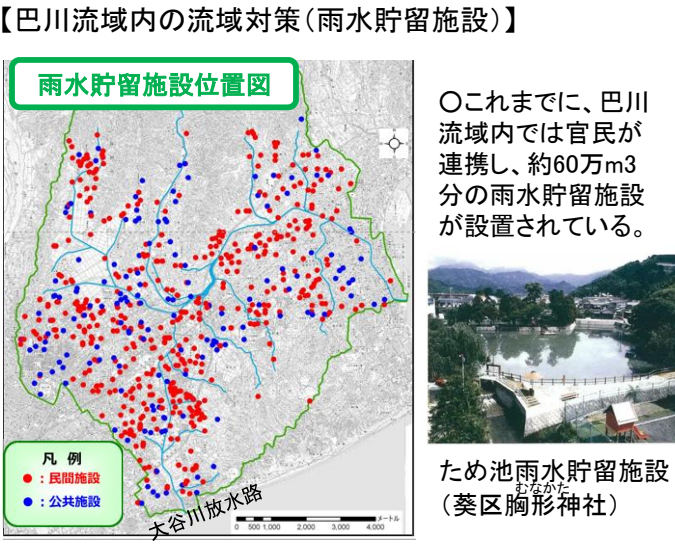 【巴川流域内の流域対策(雨水貯留施設)】
雨水貯留施設位置図
○これまでに、巴川
流域内では官民が
連携し、約60万m3
分の雨水貯留施設
が設置されている。
凡 例
●:民間施設
●:公共施設
大谷川放水路
0 500 1,000 2,000 3,000 4,000 メートル
ため池雨水貯留施設
むなかた
(葵区胸形神社)